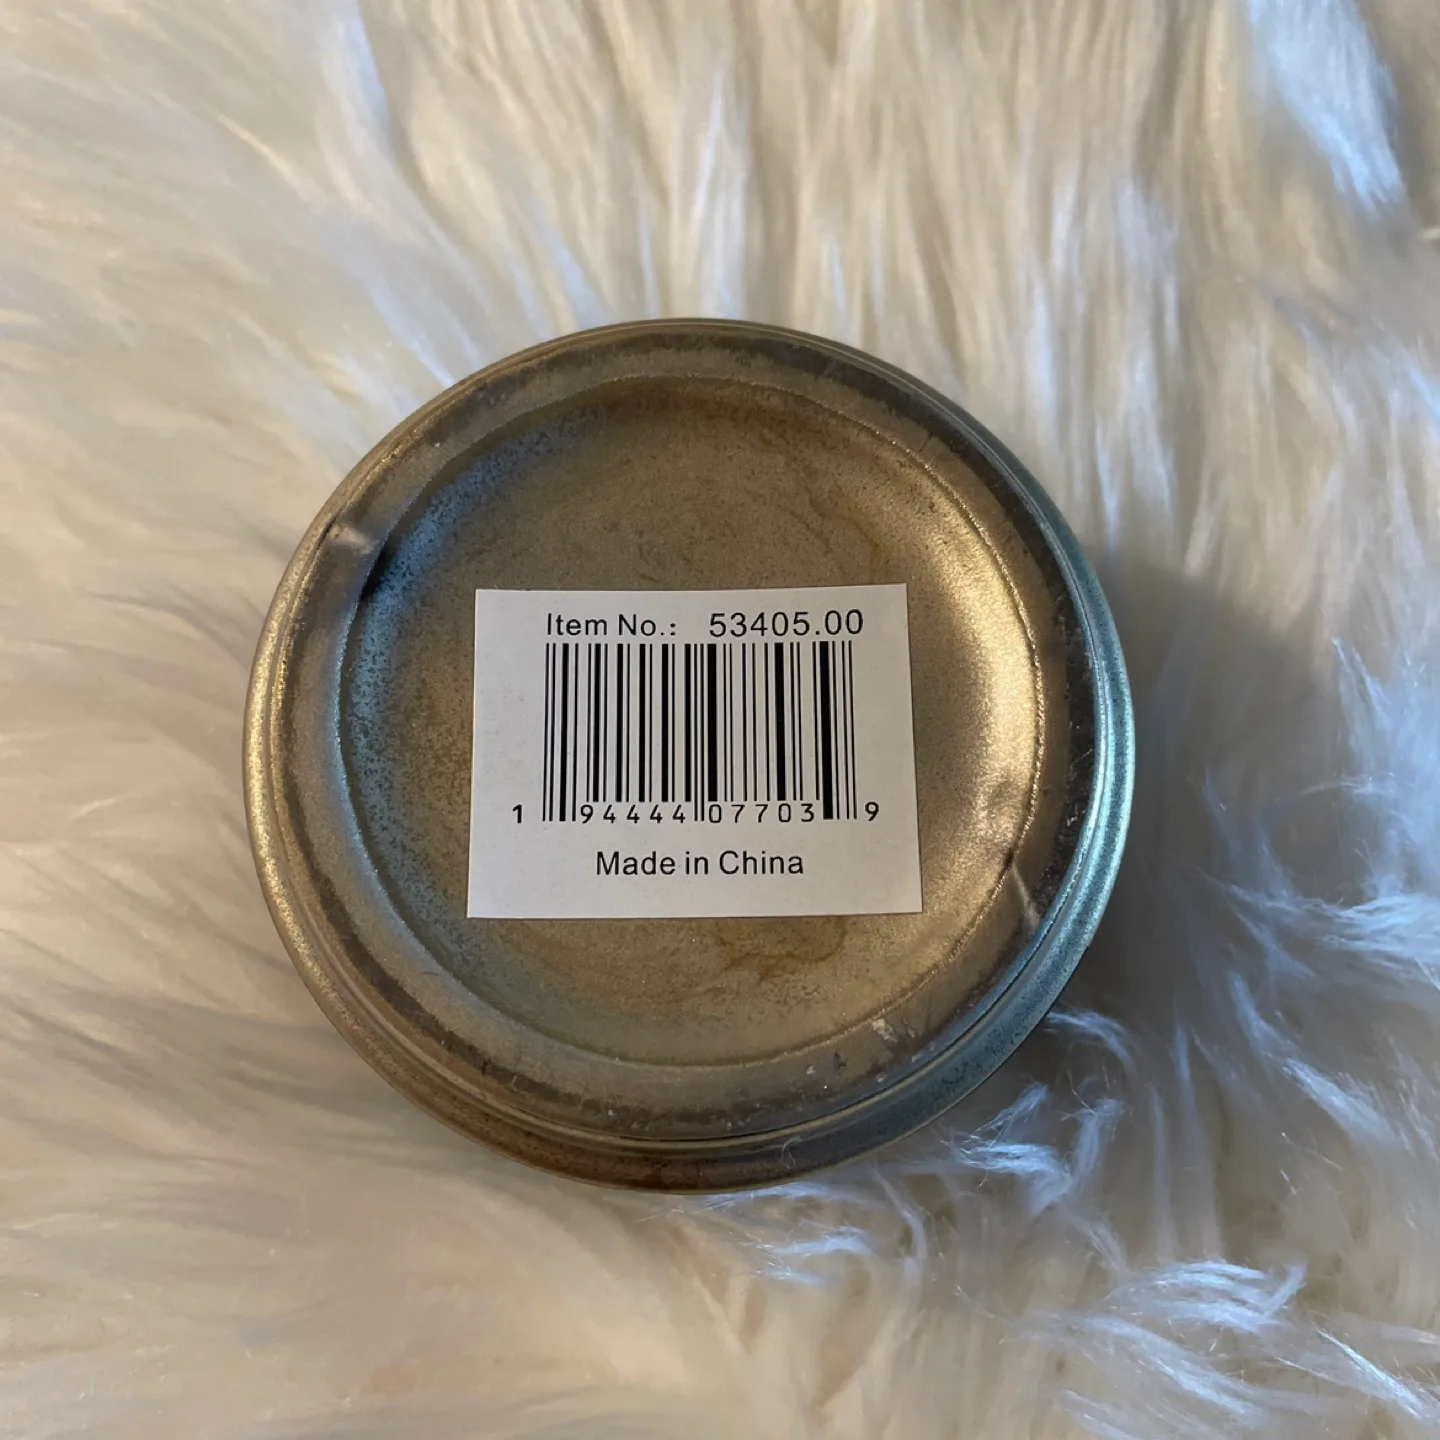 Item No.: 53405.00
1 94444 07703 9
Made in China